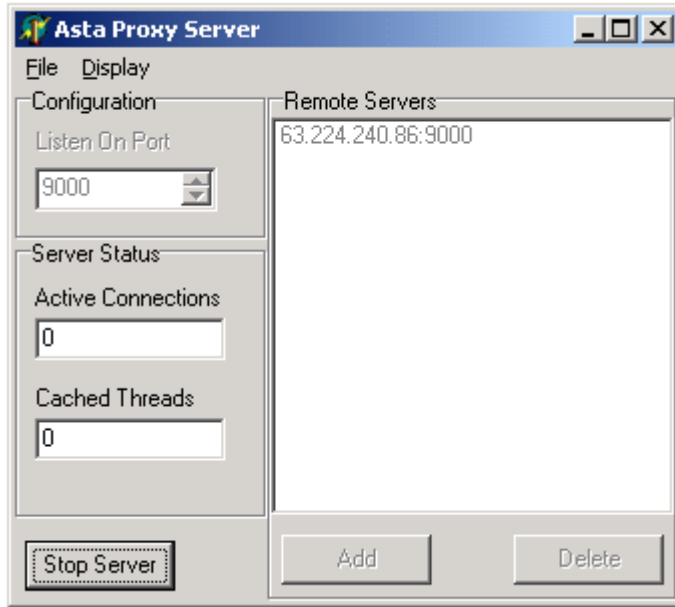 Asta Proxy Server
File Display
Configuration
Listen On Port
9000
Server Status
Active Connections
0
Cached Threads
0
Stop Server
Remote Servers
63.224.240.86:9000
Add Delete